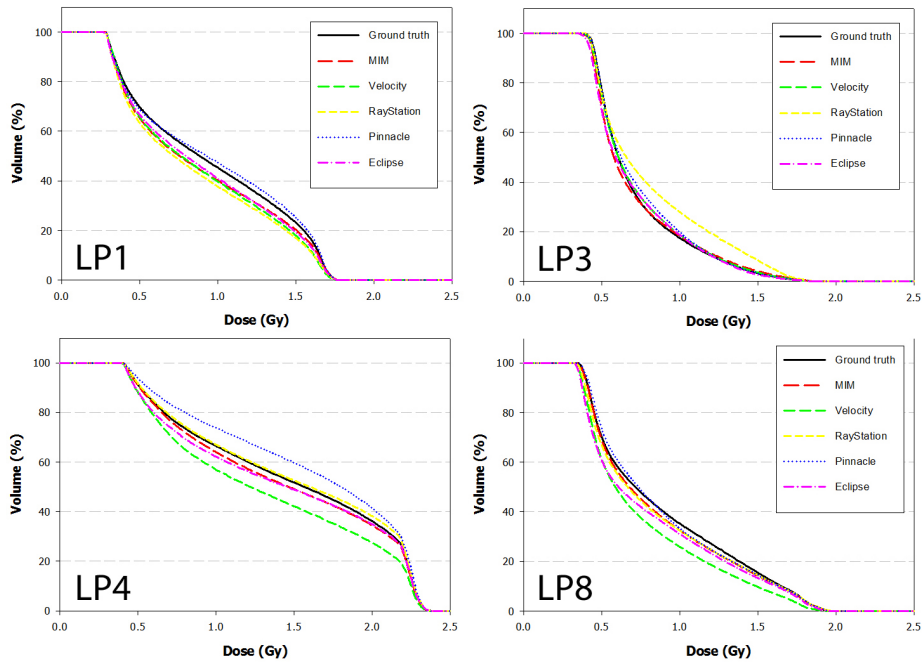 100
80
60
40
20
0
Volume (%)
Ground truth
MIM
Velocity
RayStation
Pinnacle
Eclipse
LP1
0.0 0.5 1.0 1.5 2.0 2.5
Dose (Gy)
100
80
60
40
20
0
Volume (%)
Ground truth
MIM
Velocity
RayStation
Pinnacle
Eclipse
LP3
0.0 0.5 1.0 1.5 2.0 2.5
Dose (Gy)
100
80
60
40
20
0
Volume (%)
LP4
0.0 0.5 1.0 1.5 2.0 2.5
Dose (Gy)
100
80
60
40
20
0
Volume (%)
Ground truth
MIM
Velocity
RayStation
Pinnacle
Eclipse
LP8
0.0 0.5 1.0 1.5 2.0 2.5
Dose (Gy)